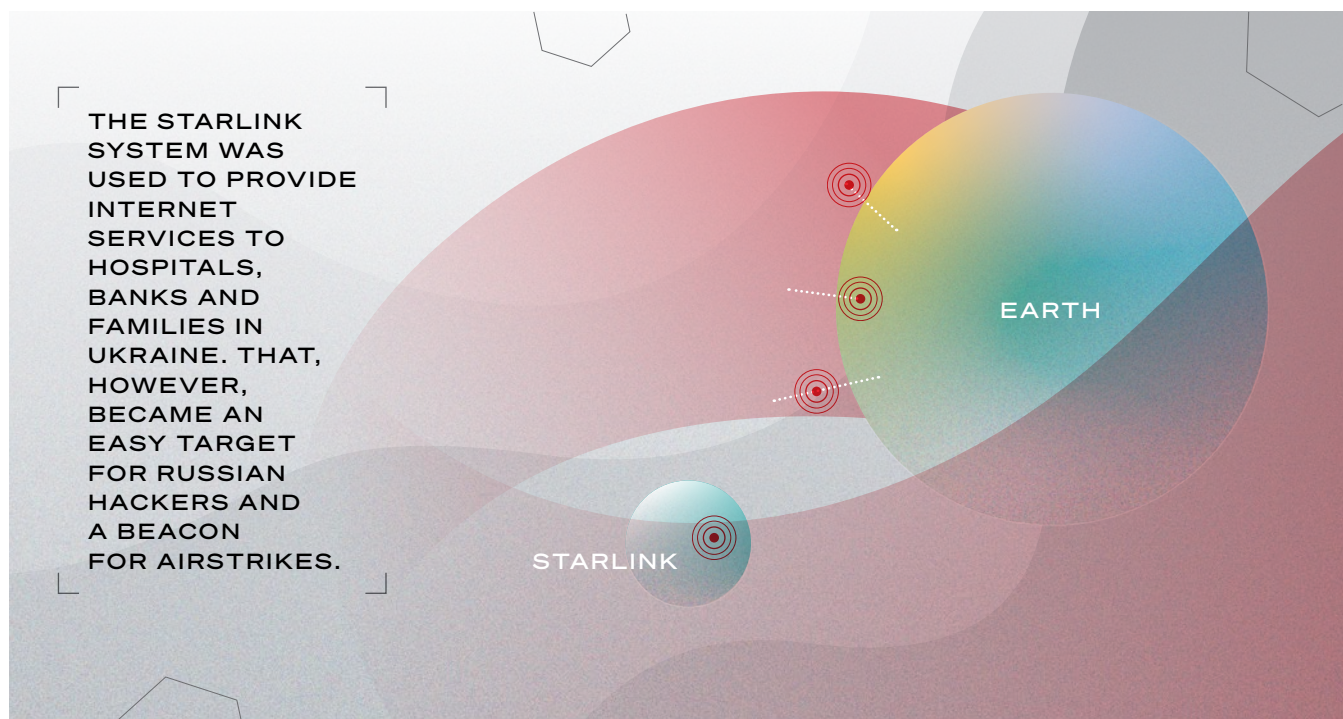 THE STARLINK
SYSTEM WAS
USED TO PROVIDE
INTERNET
SERVICES TO
HOSPITALS,
BANKS AND
FAMILIES IN
UKRAINE. THAT,
HOWEVER,
BECAME AN
EASY TARGET
FOR RUSSIAN
HACKERS AND
A BEACON
FOR AIRSTRIKES.
EARTH
STARLINK